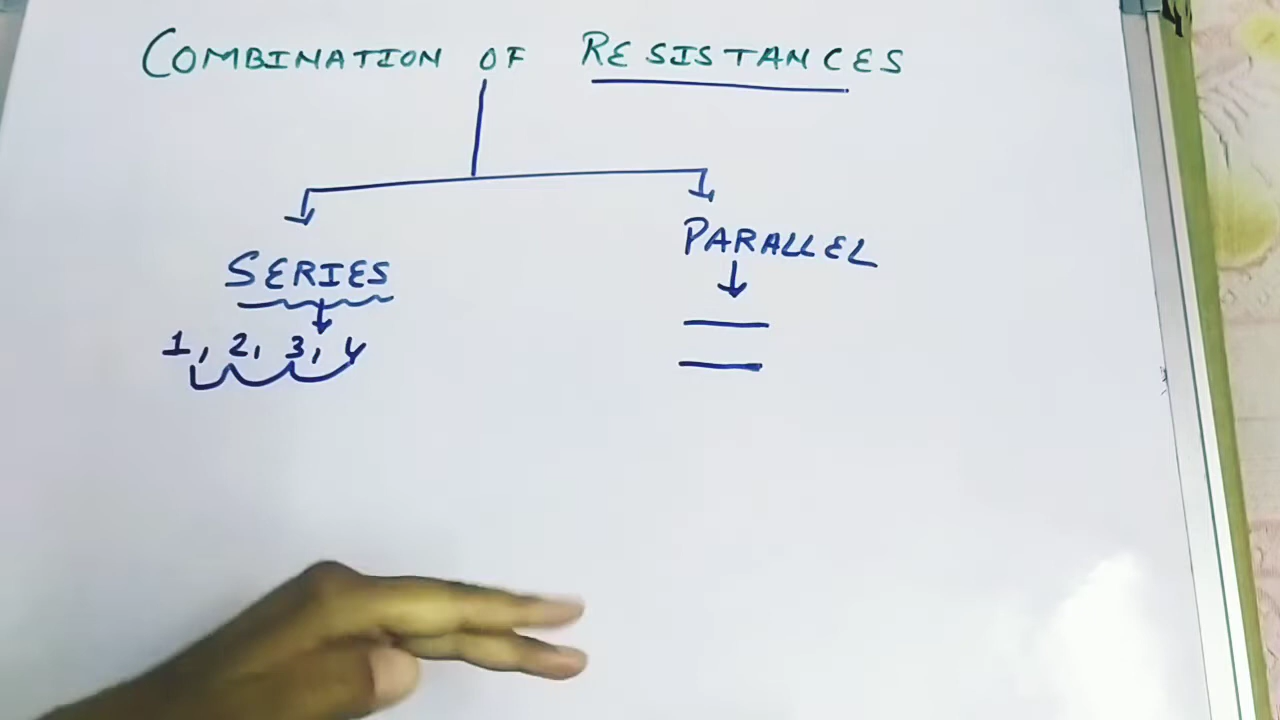 COMBINATION OF RESISTANCES
SERIES
1, 2, 3, 4
PARALLEL